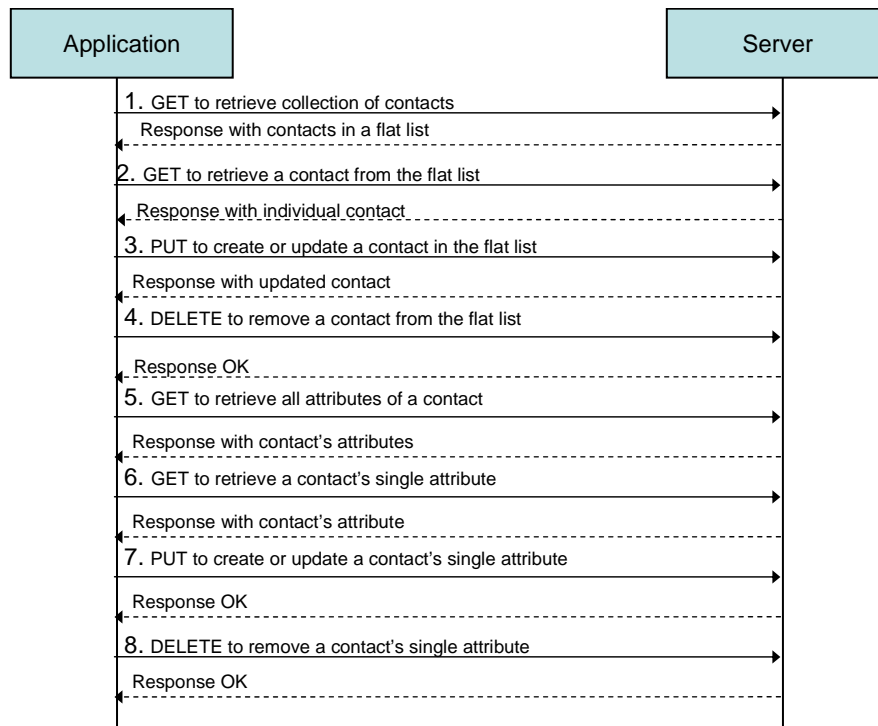 Application
Server
1. GET to retrieve collection of contacts
Response with contacts in a flat list
2. GET to retrieve a contact from the flat list
Response with individual contact
3. PUT to create or update a contact in the flat list
Response with updated contact
4. DELETE to remove a contact from the flat list
Response OK
5. GET to retrieve all attributes of a contact
Response with contact’s attributes
6. GET to retrieve a contact’s single attribute
Response with contact’s attribute
7. PUT to create or update a contact’s single attribute
Response OK
8. DELETE to remove a contact’s single attribute
Response OK